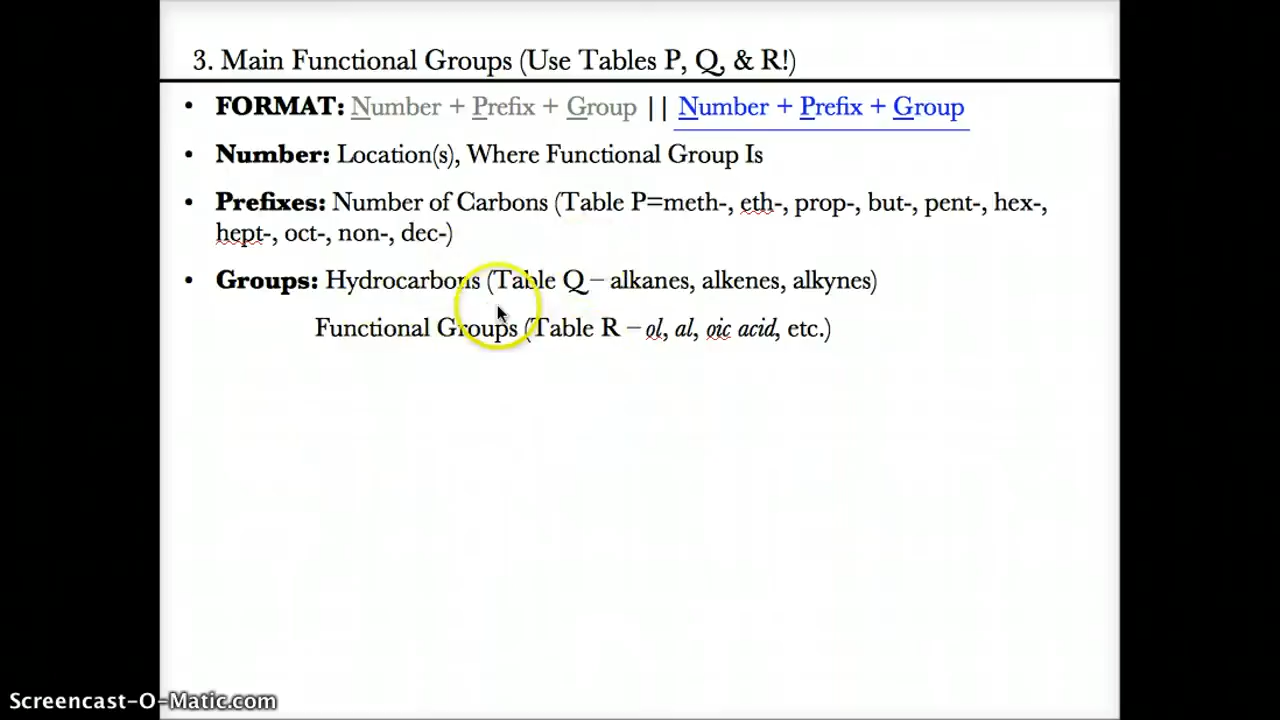 3. Main Functional Groups (Use Tables P, Q, & R!)
• FORMAT: Number + Prefix + Group || Number + Prefix + Group
• Number: Location(s), Where Functional Group Is
• Prefixes: Number of Carbons (Table P=meth-, eth-, prop-, but-, pent-, hex-,
hept-, oct-, non-, dec-)
• Groups: Hydrocarbons (Table Q – alkanes, alkenes, alkynes)
Functional Groups (Table R – ol, al, oic acid, etc.)
Screencast-O-Matic.com